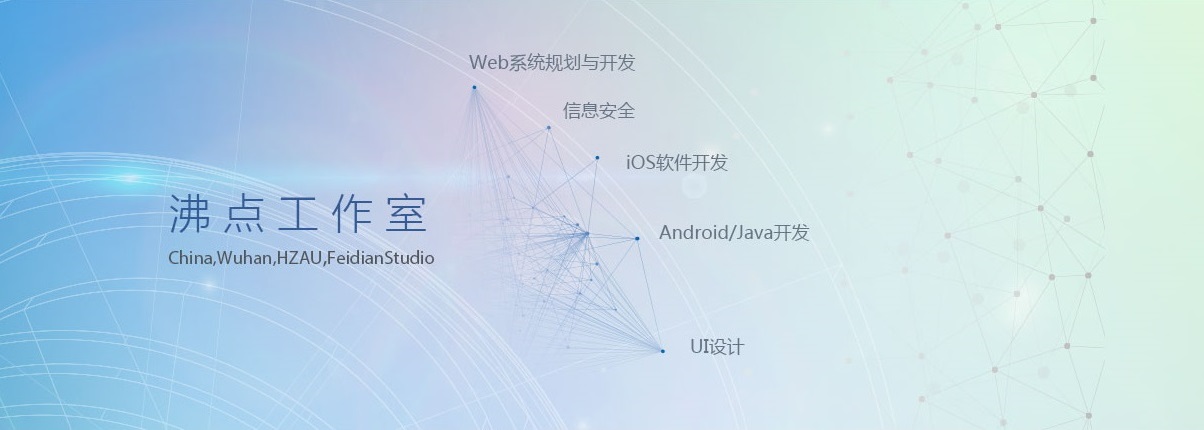 Web系统规划与开发
信息安全
iOS软件开发
沸点工作室
Android/Java开发
China,Wuhan,HZAU,FeidianStudio
UI设计